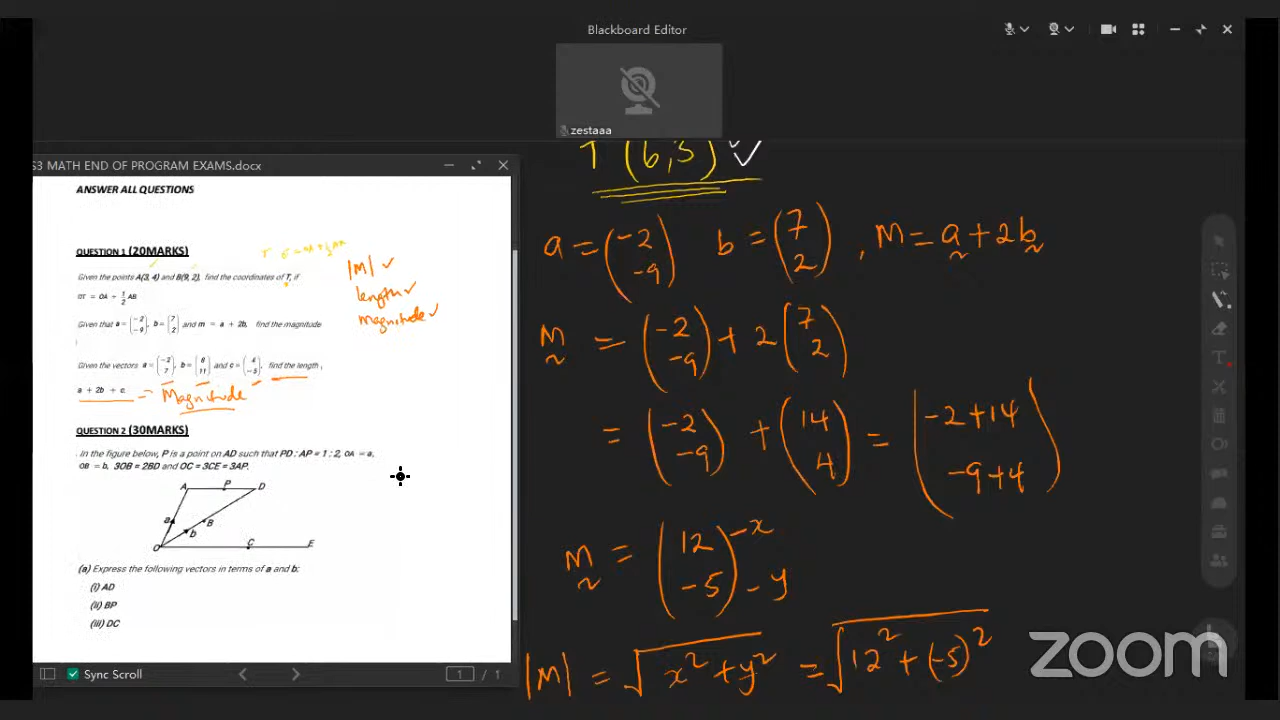 Blackboard Editor
zestaaa
S3 MATH END OF PROGRAM EXAMS.docx
ANSWER ALL QUESTIONS
QUESTION 1 (20MARKS)
Given the points A(3, 4) and B(9, 2), find the coordinates of T, if
OT = OA + 1/2 AB
Given that a = (-2 -9), b = (7 2) and m = a + 2b, find the magnitude
Given the vectors a = (-2 7), b = (8 11) and c = (4 -5), find the length
a + 2b + c.
= Magnitude
|M| ✓
length ✓
magnitude ✓
QUESTION 2 (30MARKS)
In the figure below, P is a point on AD such that PD : AP = 1 : 2, OA = a,
OB = b, 3OB = 2BD and OC = 3CE = 3AP.
A P D
a B
b
O C E
(a) Express the following vectors in terms of a and b;
(i) AD
(ii) BP
(iii) DC
Sync Scroll
1 / 1
T (6,3) ✓
a = (-2 -9) b = (7 2), M = a + 2b
M = (-2 -9) + 2 (7 2)
= (-2 -9) + (14 4) = (-2+14 -9+4)
m = (12 -5) - x - y
|M| = √x² + y² = √12² + (-5)²
zoom